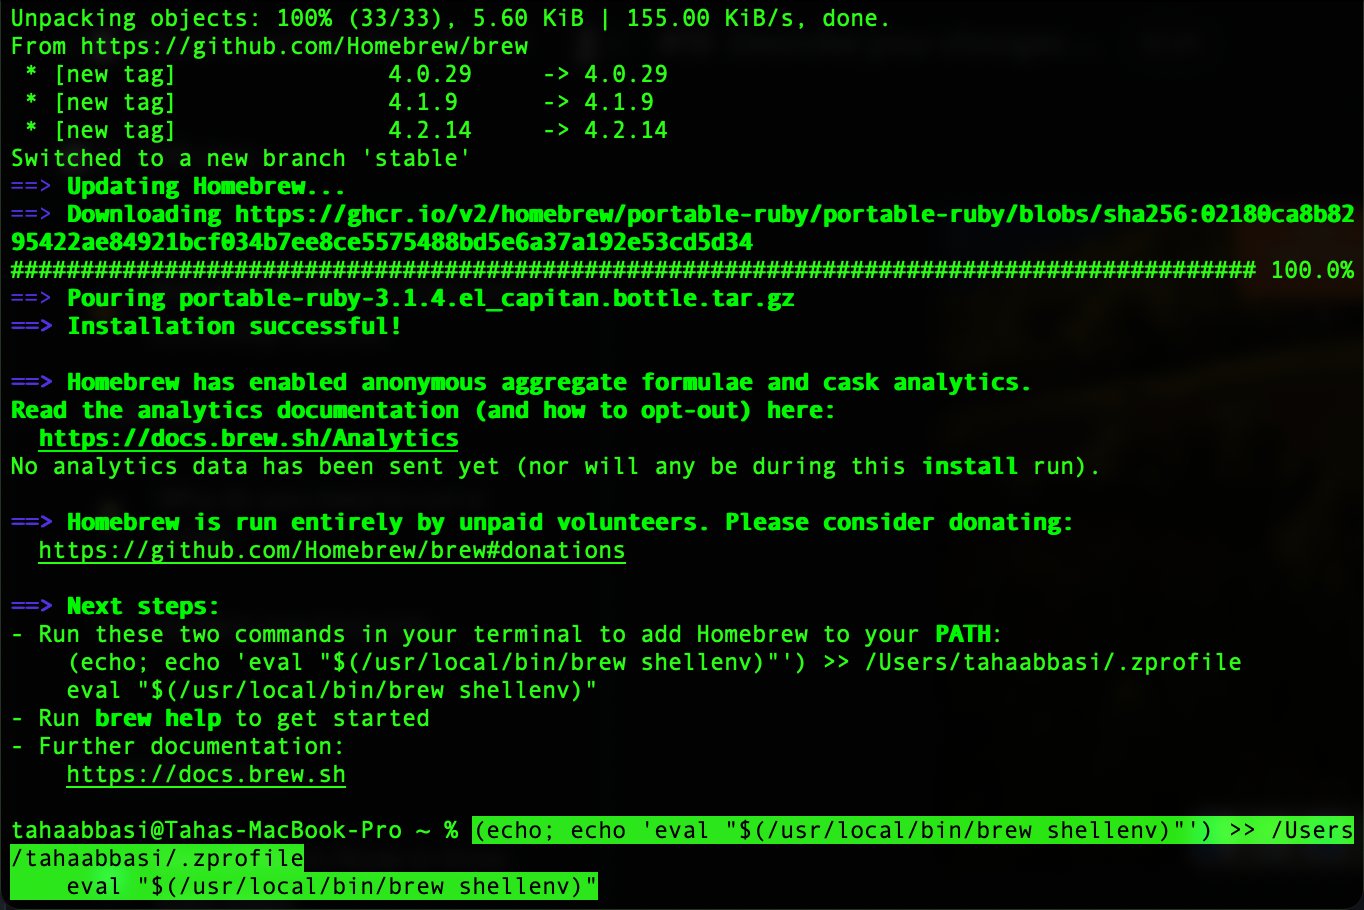 Unpacking objects: 100% (33/33), 5.60 KiB | 155.00 KiB/s, done.
From https://github.com/Homebrew/brew
 * [new tag]               4.0.29     -> 4.0.29
 * [new tag]               4.1.9      -> 4.1.9
 * [new tag]               4.2.14     -> 4.2.14
Switched to a new branch 'stable'
==> Updating Homebrew...
==> Downloading https://ghcr.io/v2/homebrew/portable-ruby/portable-ruby/blobs/sha256:02180ca8b82
95422ae84921bcf034b7ee8ce5575488bd5e6a37a192e53cd5d34
######################################################################################### 100.0%
==> Pouring portable-ruby-3.1.4.el_capitan.bottle.tar.gz
==> Installation successful!

==> Homebrew has enabled anonymous aggregate formulae and cask analytics.
Read the analytics documentation (and how to opt-out) here:
  https://docs.brew.sh/Analytics
No analytics data has been sent yet (nor will any be during this install run).

==> Homebrew is run entirely by unpaid volunteers. Please consider donating:
  https://github.com/Homebrew/brew#donations

==> Next steps:
- Run these two commands in your terminal to add Homebrew to your PATH:
    (echo; echo 'eval "$(/usr/local/bin/brew shellenv)"') >> /Users/tahaabbasi/.zprofile
    eval "$(/usr/local/bin/brew shellenv)"
- Run brew help to get started
- Further documentation:
    https://docs.brew.sh

tahaabbasi@Tahas-MacBook-Pro ~ % (echo; echo 'eval "$(/usr/local/bin/brew shellenv)"') >> /Users
/tahaabbasi/.zprofile
    eval "$(/usr/local/bin/brew shellenv)"